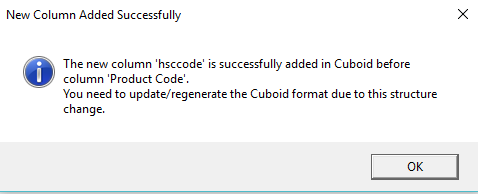 New Column Added Successfully
The new column 'hsccode' is successfully added in Cuboid before
column 'Product Code'.
You need to update/regenerate the Cuboid format due to this structure
change.
OK